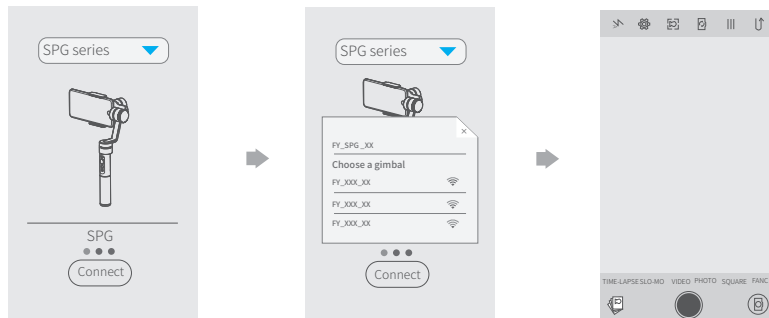 SPG series
SPG
Connect
SPG series
×
FY_SPG _XX
Choose a gimbal
FY_XXX_XX
FY_XXX_XX
FY_XXX_XX
Connect
TIME-LAPSE SLO-MO VIDEO PHOTO SQUARE FANC